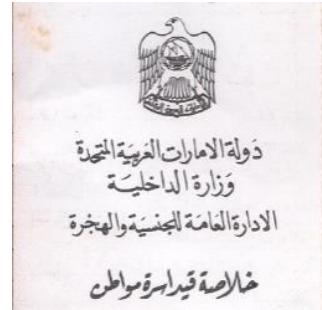 دولة الامارات العربية المتحدة
وزارة الداخلية
الادارة العامة للجنسية والهجرة
خلاصة قيد اسرة مواطن